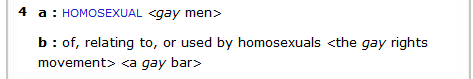 4 a : HOMOSEXUAL <gay men>
b : of, relating to, or used by homosexuals <the gay rights
movement> <a gay bar>